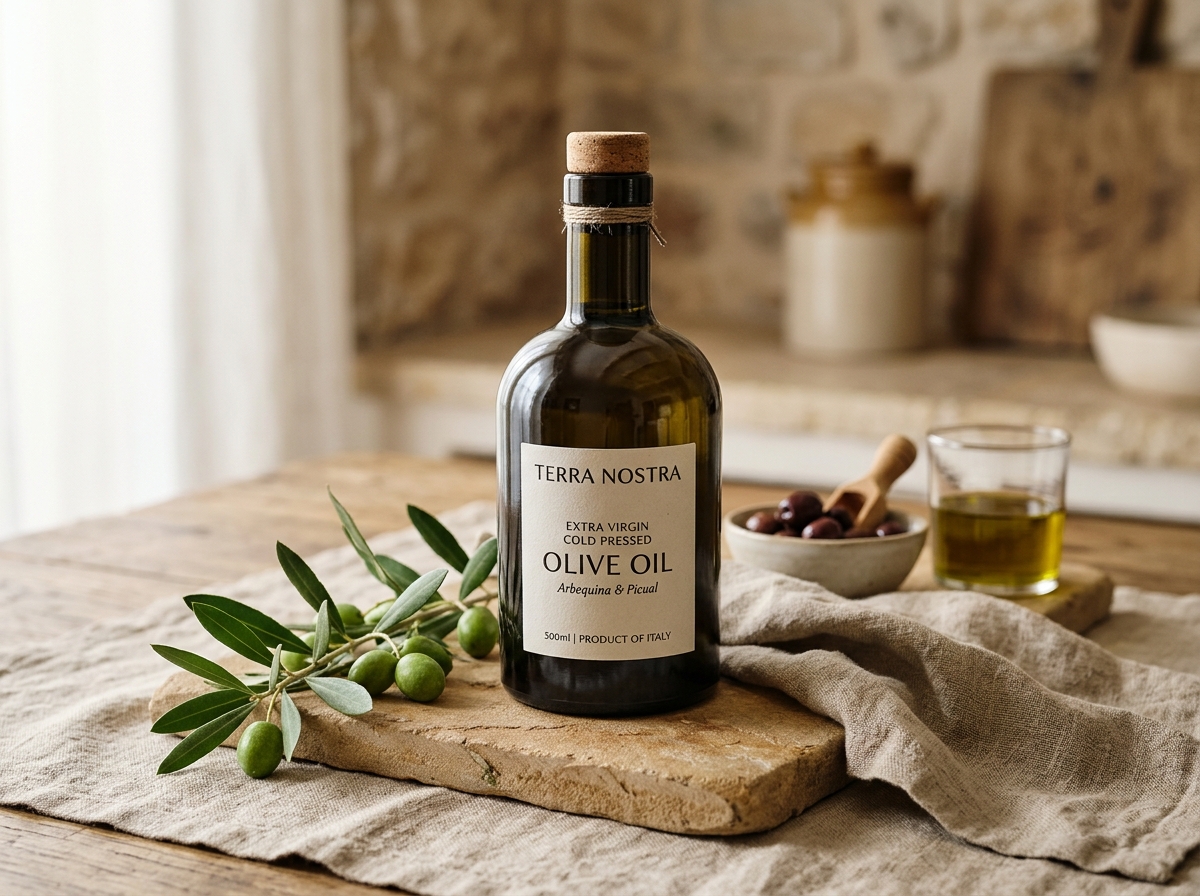 TERRA NOSTRA
EXTRA VIRGIN
COLD PRESSED
OLIVE OIL
Arbequina & Picual
500ml | PRODUCT OF ITALY